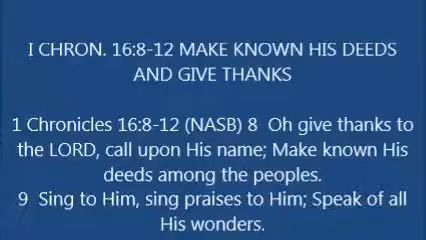 I CHRON. 16:8-12 MAKE KNOWN HIS DEEDS
AND GIVE THANKS
1 Chronicles 16:8-12 (NASB) 8 Oh give thanks to
the LORD, call upon His name; Make known His
deeds among the peoples.
9 Sing to Him, sing praises to Him; Speak of all
His wonders.